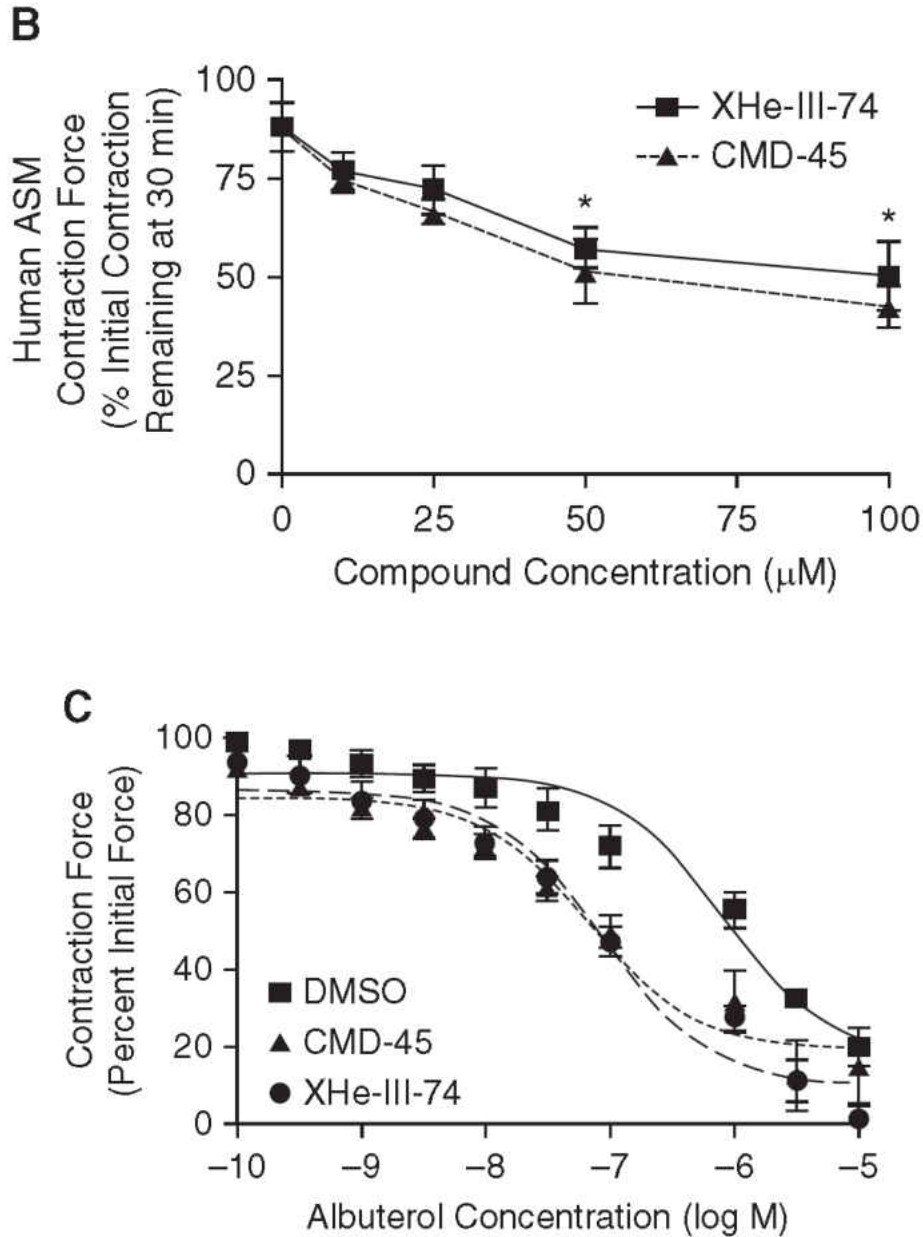 B
Human ASM
Contraction Force
(% Initial Contraction
Remaining at 30 min)
100
75
50
25
0
XHe-III-74
CMD-45
*
*
0 25 50 75 100
Compound Concentration (μM)
C
Contraction Force
(Percent Initial Force)
100
80
60
40
20
0
DMSO
CMD-45
XHe-III-74
–10 –9 –8 –7 –6 –5
Albuterol Concentration (log M)